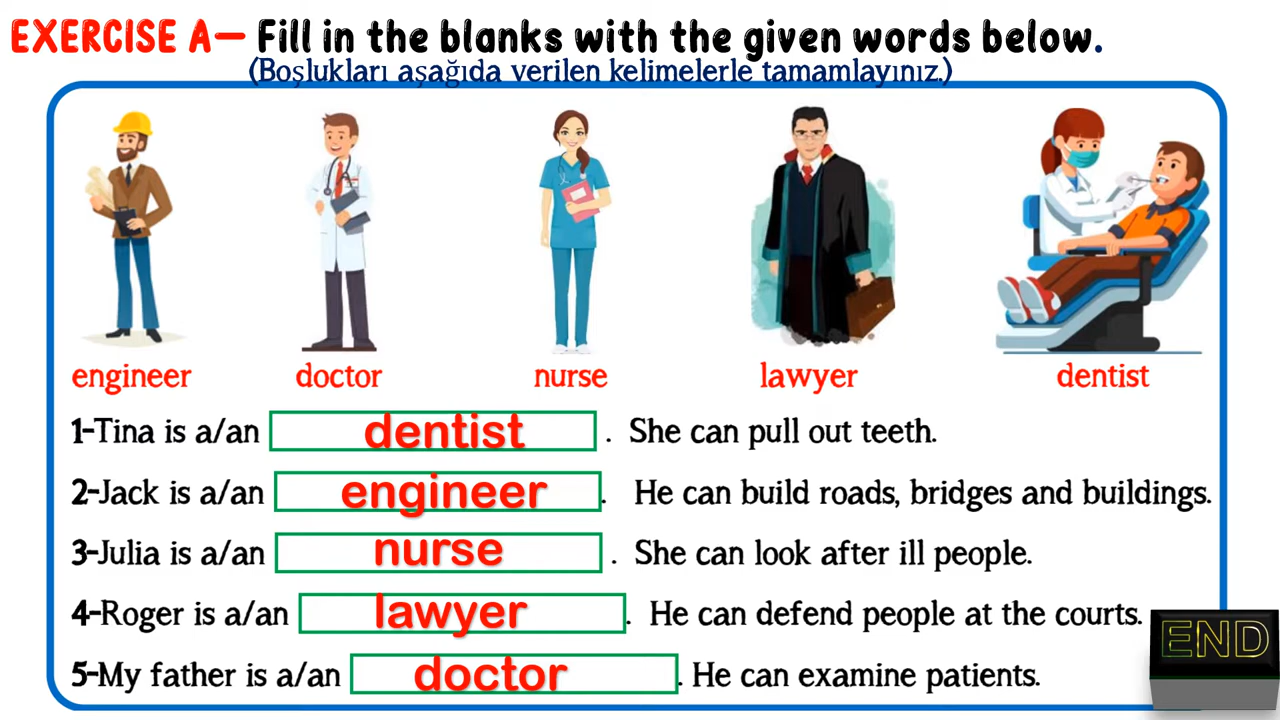 EXERCISE A— Fill in the blanks with the given words below.
(Boşlukları aşağıda verilen kelimelerle tamamlayınız.)
engineer doctor nurse lawyer dentist
1-Tina is a/an dentist . She can pull out teeth.
2-Jack is a/an engineer. He can build roads, bridges and buildings.
3-Julia is a/an nurse . She can look after ill people.
4-Roger is a/an lawyer. He can defend people at the courts.
5-My father is a/an doctor. He can examine patients.
END